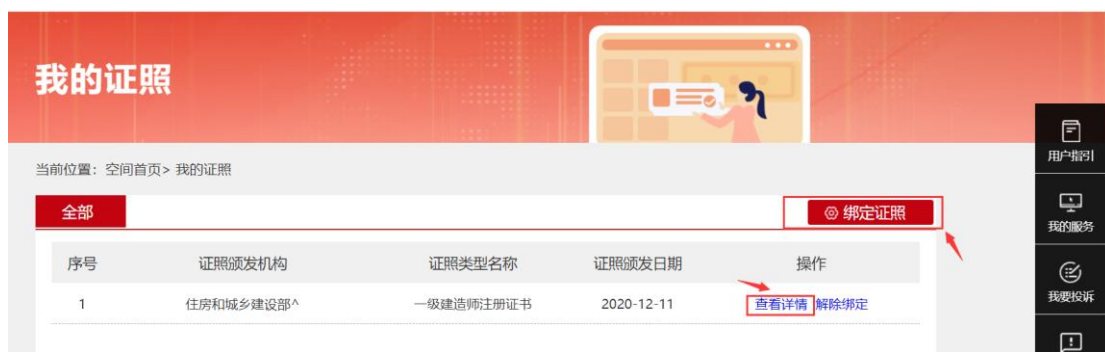 我的证照
当前位置：空间首页> 我的证照
全部
绑定证照
序号 证照颁发机构 证照类型名称 证照颁发日期 操作
1 住房和城乡建设部^ 一级建造师注册证书 2020-12-11 查看详情 解除绑定
用户指引
我的服务
我要投诉